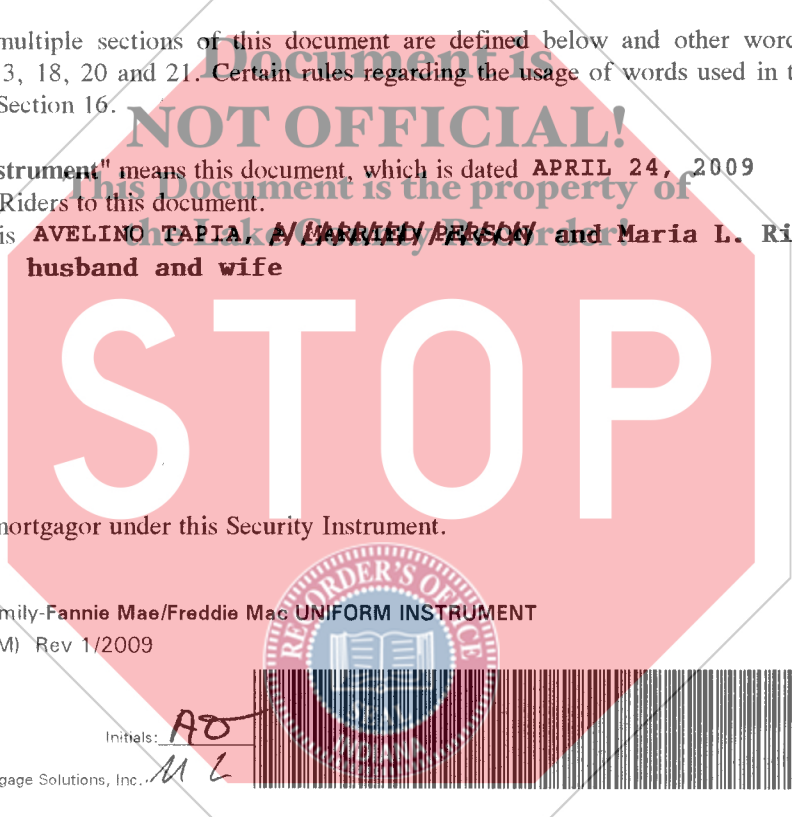 multiple sections of this document are defined below and other word
Document is
3, 18, 20 and 21. Certain rules regarding the usage of words used in t
Section 16.
NOT OFFICIAL!
strument" means this document, which is dated APRIL 24, 2009
This Document is the property of
Riders to this document.
the Lake County Recorder!
is AVELINO TAPIA, A MARRIED PERSON and Maria L. Ri
husband and wife
STOP
mortgagor under this Security Instrument.
mily-Fannie Mae/Freddie Mac UNIFORM INSTRUMENT
M) Rev 1/2009
RECORDER'S OFFICE
SEAL
INDIANA
Initials:
gage Solutions, Inc.
M L